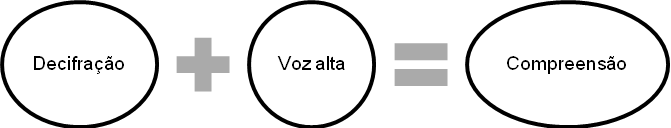 Decifração + Voz alta = Compreensão